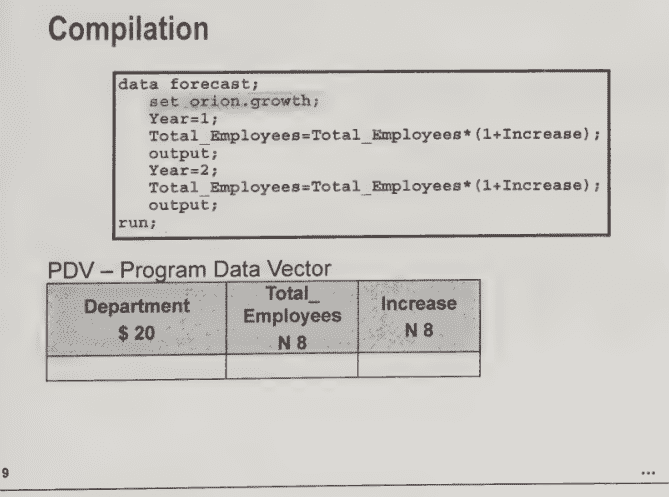 Compilation
data forecast;
set orion.growth;
Year=1;
Total_Employees=Total_Employees*(1+Increase);
output;
Year=2;
Total_Employees=Total_Employees*(1+Increase);
output;
run;
PDV – Program Data Vector
Department
$ 20
Total_
Employees
N 8
Increase
N 8
9
...